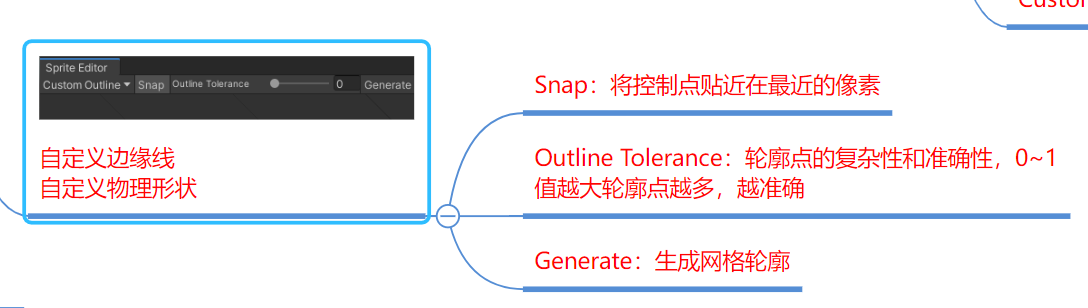 Sprite Editor
Custom Outline Snap Outline Tolerance 0 Generate
自定义边缘线
自定义物理形状
Snap：将控制点贴近在最近的像素
Outline Tolerance：轮廓点的复杂性和准确性，0~1
值越大轮廓点越多，越准确
Generate：生成网格轮廓